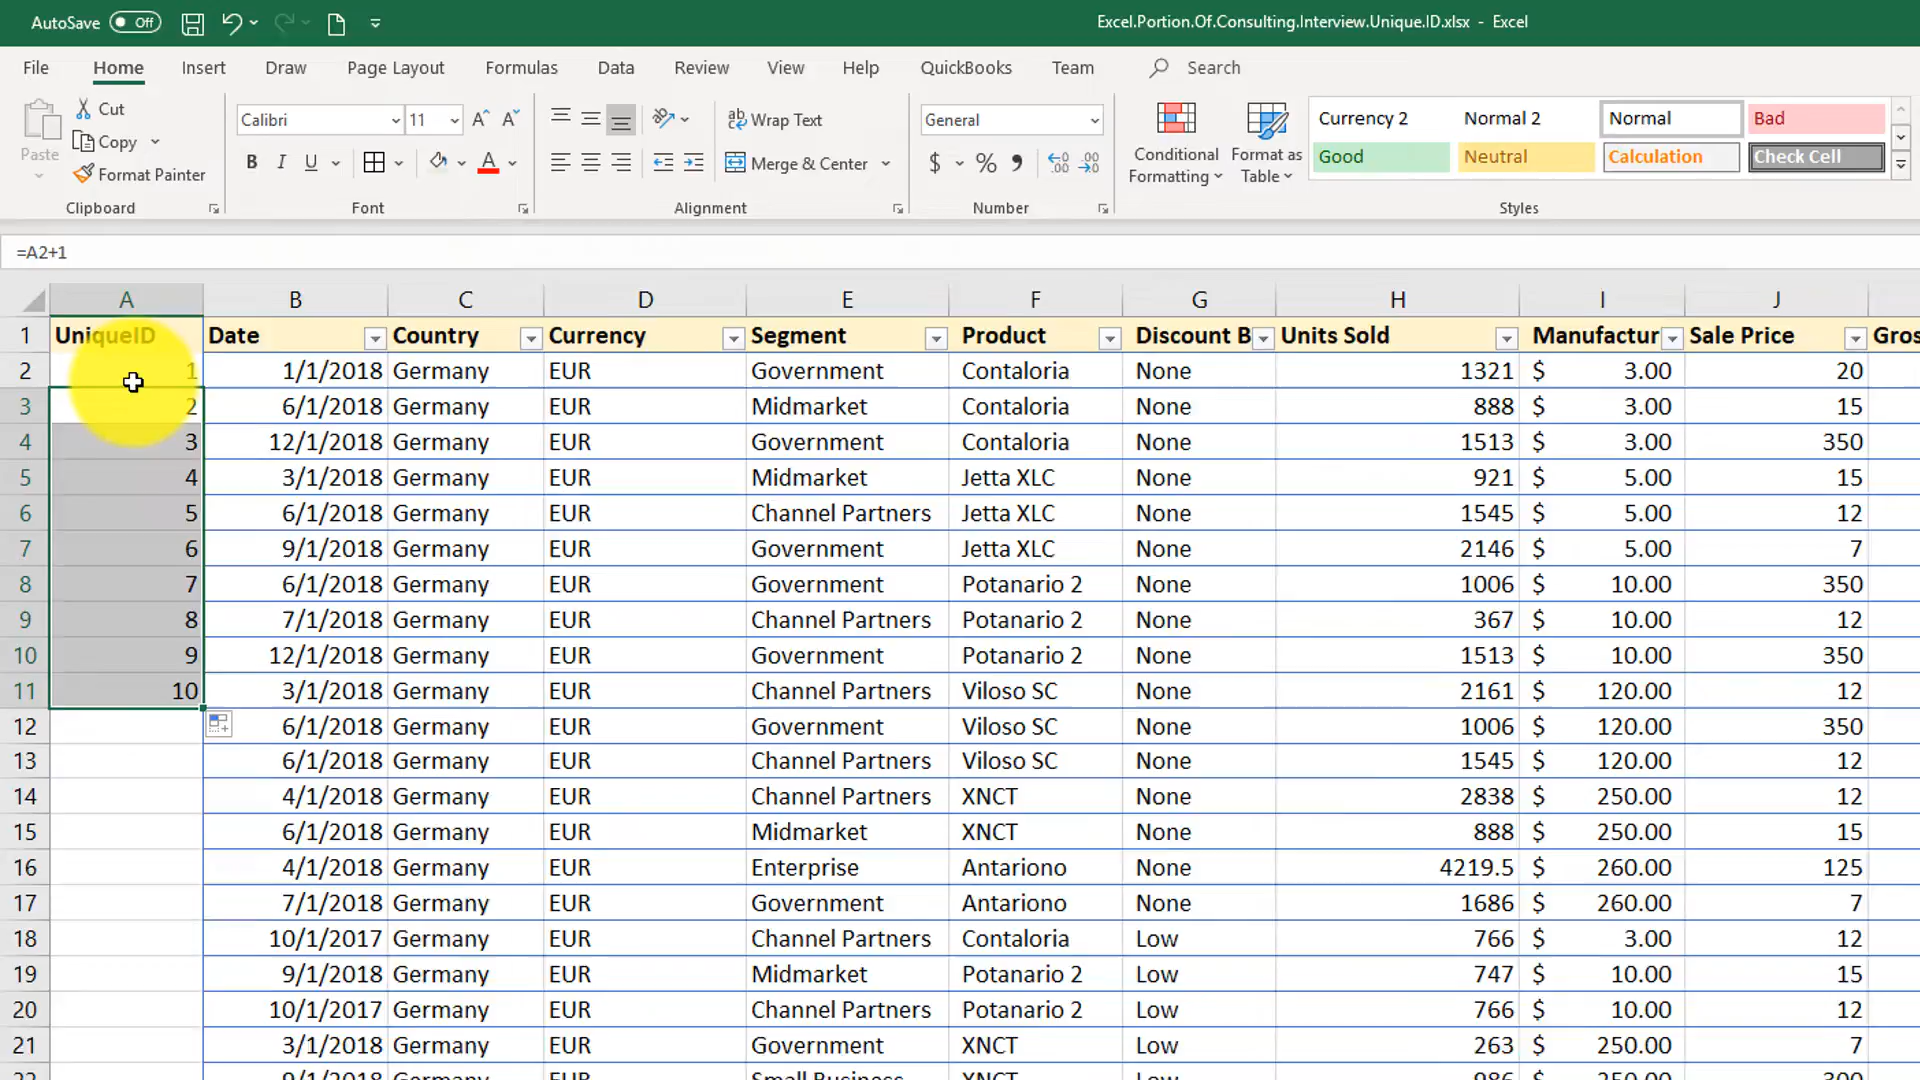 AutoSave Off Excel.Portion.Of.Consulting.Interview.Unique.ID.xlsx - Excel
File Home Insert Draw Page Layout Formulas Data Review View Help QuickBooks Team Search
Paste Cut Copy Format Painter
Clipboard
Calibri 11
B I U A
Font
Wrap Text
Merge & Center
Alignment
General
$ % ,
Number
Conditional Formatting
Format as Table
Currency 2 Normal 2 Normal Bad
Good Neutral Calculation Check Cell
Styles
=A2+1
A B C D E F G H I J
1 UniqueID Date Country Currency Segment Product Discount B Units Sold Manufactur Sale Price Gros
2 1 1/1/2018 Germany EUR Government Contaloria None 1321 $ 3.00 20
3 2 6/1/2018 Germany EUR Midmarket Contaloria None 888 $ 3.00 15
4 3 12/1/2018 Germany EUR Government Contaloria None 1513 $ 3.00 350
5 4 3/1/2018 Germany EUR Midmarket Jetta XLC None 921 $ 5.00 15
6 5 6/1/2018 Germany EUR Channel Partners Jetta XLC None 1545 $ 5.00 12
7 6 9/1/2018 Germany EUR Government Jetta XLC None 2146 $ 5.00 7
8 7 6/1/2018 Germany EUR Government Potanario 2 None 1006 $ 10.00 350
9 8 7/1/2018 Germany EUR Channel Partners Potanario 2 None 367 $ 10.00 12
10 9 12/1/2018 Germany EUR Government Potanario 2 None 1513 $ 10.00 350
11 10 3/1/2018 Germany EUR Channel Partners Viloso SC None 2161 $ 120.00 12
12 6/1/2018 Germany EUR Government Viloso SC None 1006 $ 120.00 350
13 6/1/2018 Germany EUR Channel Partners Viloso SC None 1545 $ 120.00 12
14 4/1/2018 Germany EUR Channel Partners XNCT None 2838 $ 250.00 12
15 6/1/2018 Germany EUR Midmarket XNCT None 888 $ 250.00 15
16 4/1/2018 Germany EUR Enterprise Antariono None 4219.5 $ 260.00 125
17 7/1/2018 Germany EUR Government Antariono None 1686 $ 260.00 7
18 10/1/2017 Germany EUR Channel Partners Contaloria Low 766 $ 3.00 12
19 9/1/2018 Germany EUR Midmarket Potanario 2 Low 747 $ 10.00 15
20 10/1/2017 Germany EUR Channel Partners Potanario 2 Low 766 $ 10.00 12
21 3/1/2018 Germany EUR Government XNCT Low 263 $ 250.00 7